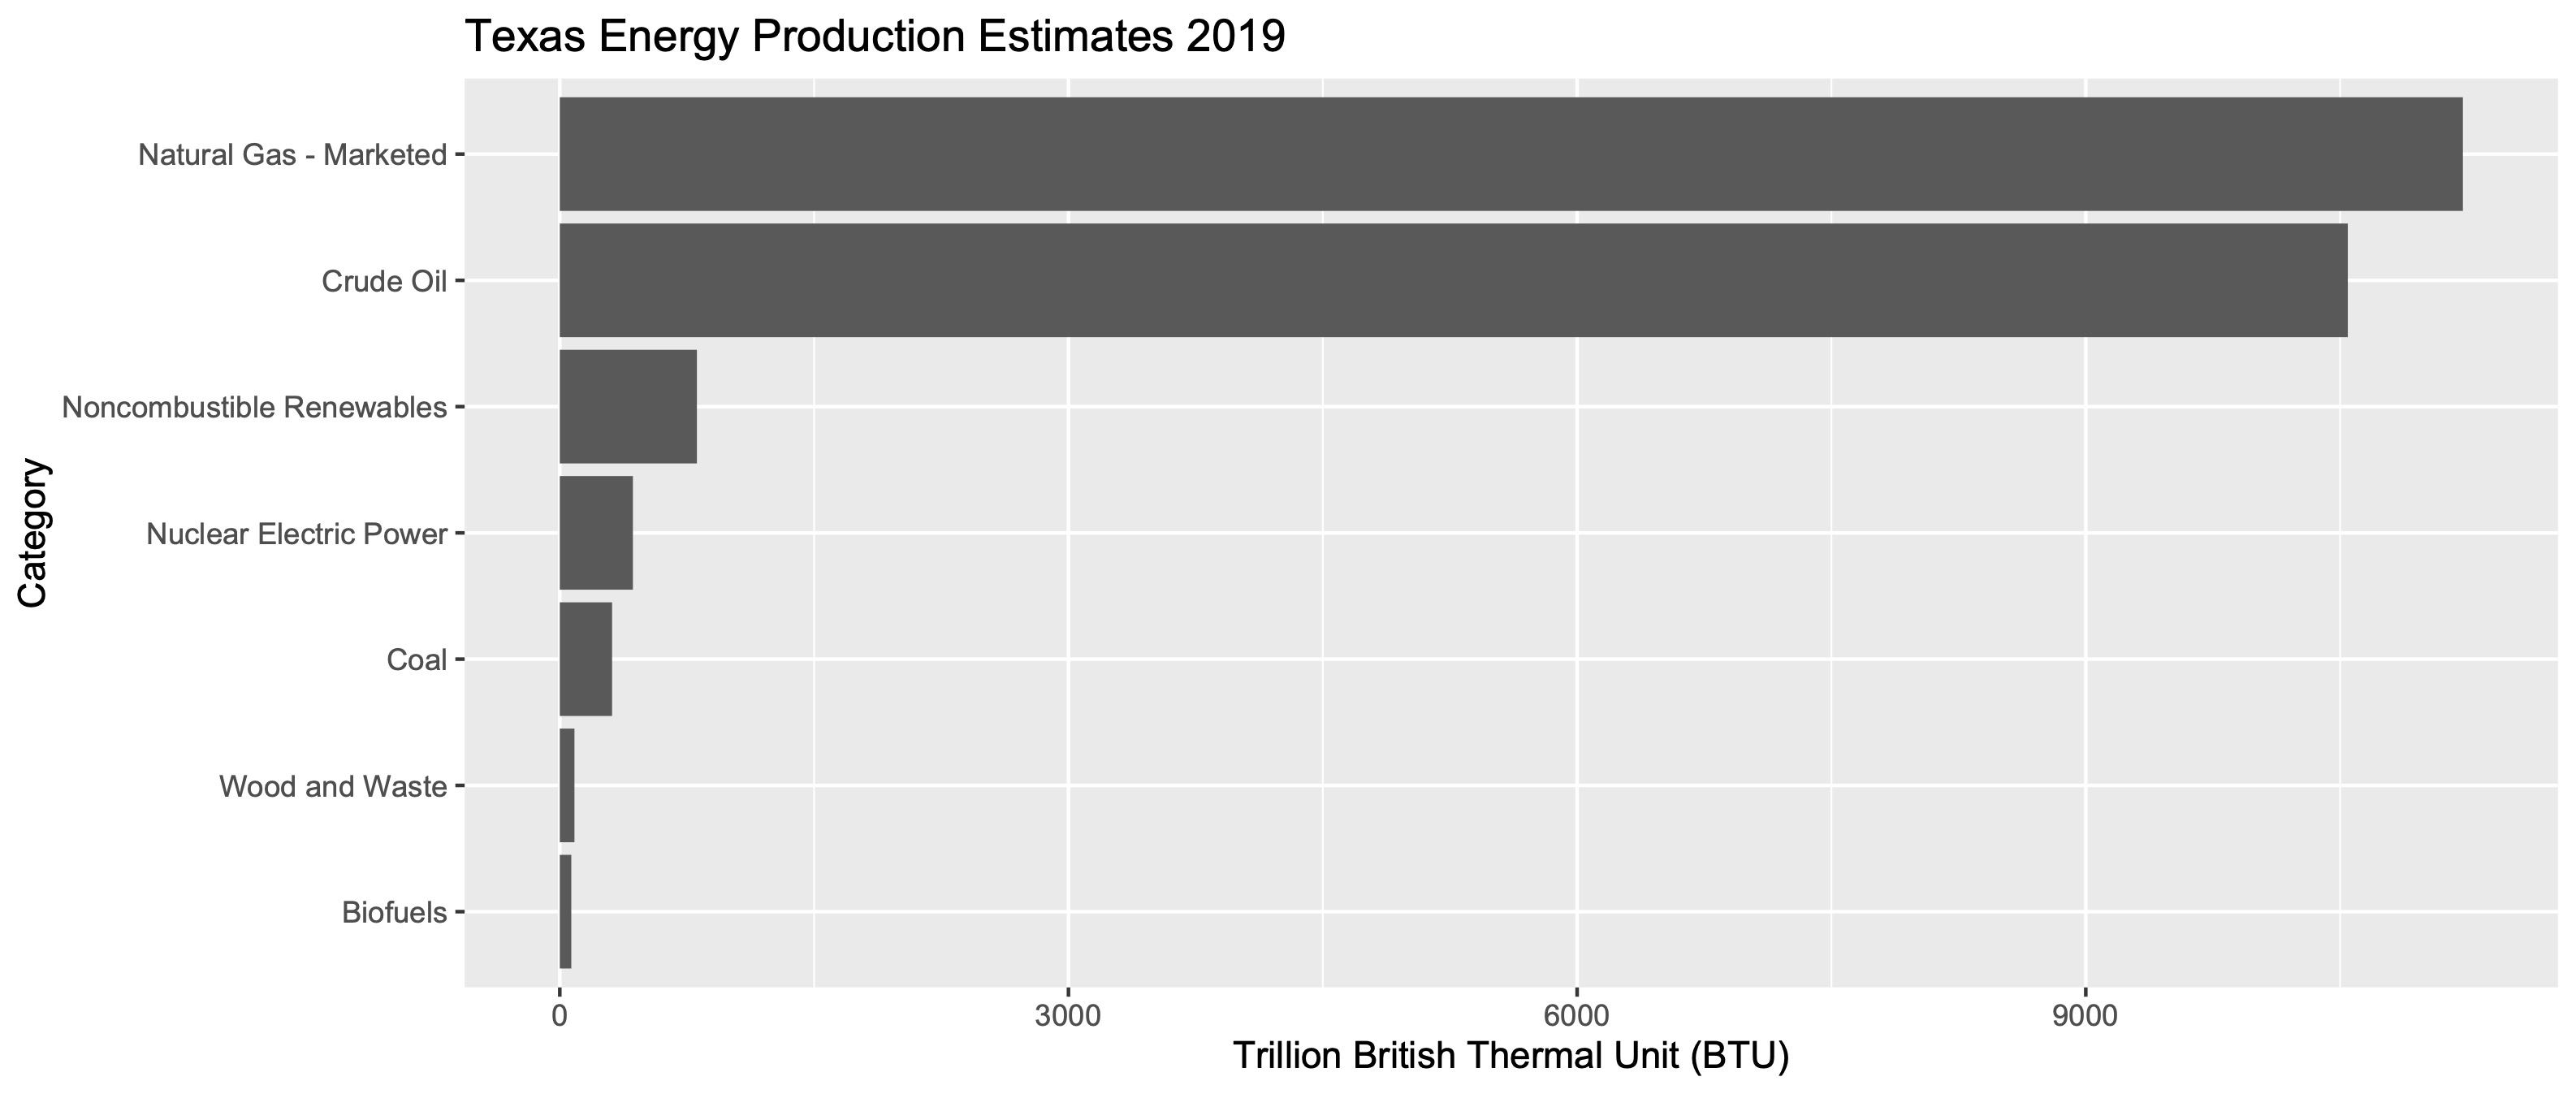 Texas Energy Production Estimates 2019
Natural Gas - Marketed
Crude Oil
Noncombustible Renewables
Nuclear Electric Power
Coal
Wood and Waste
Biofuels
Category
0 3000 6000 9000
Trillion British Thermal Unit (BTU)